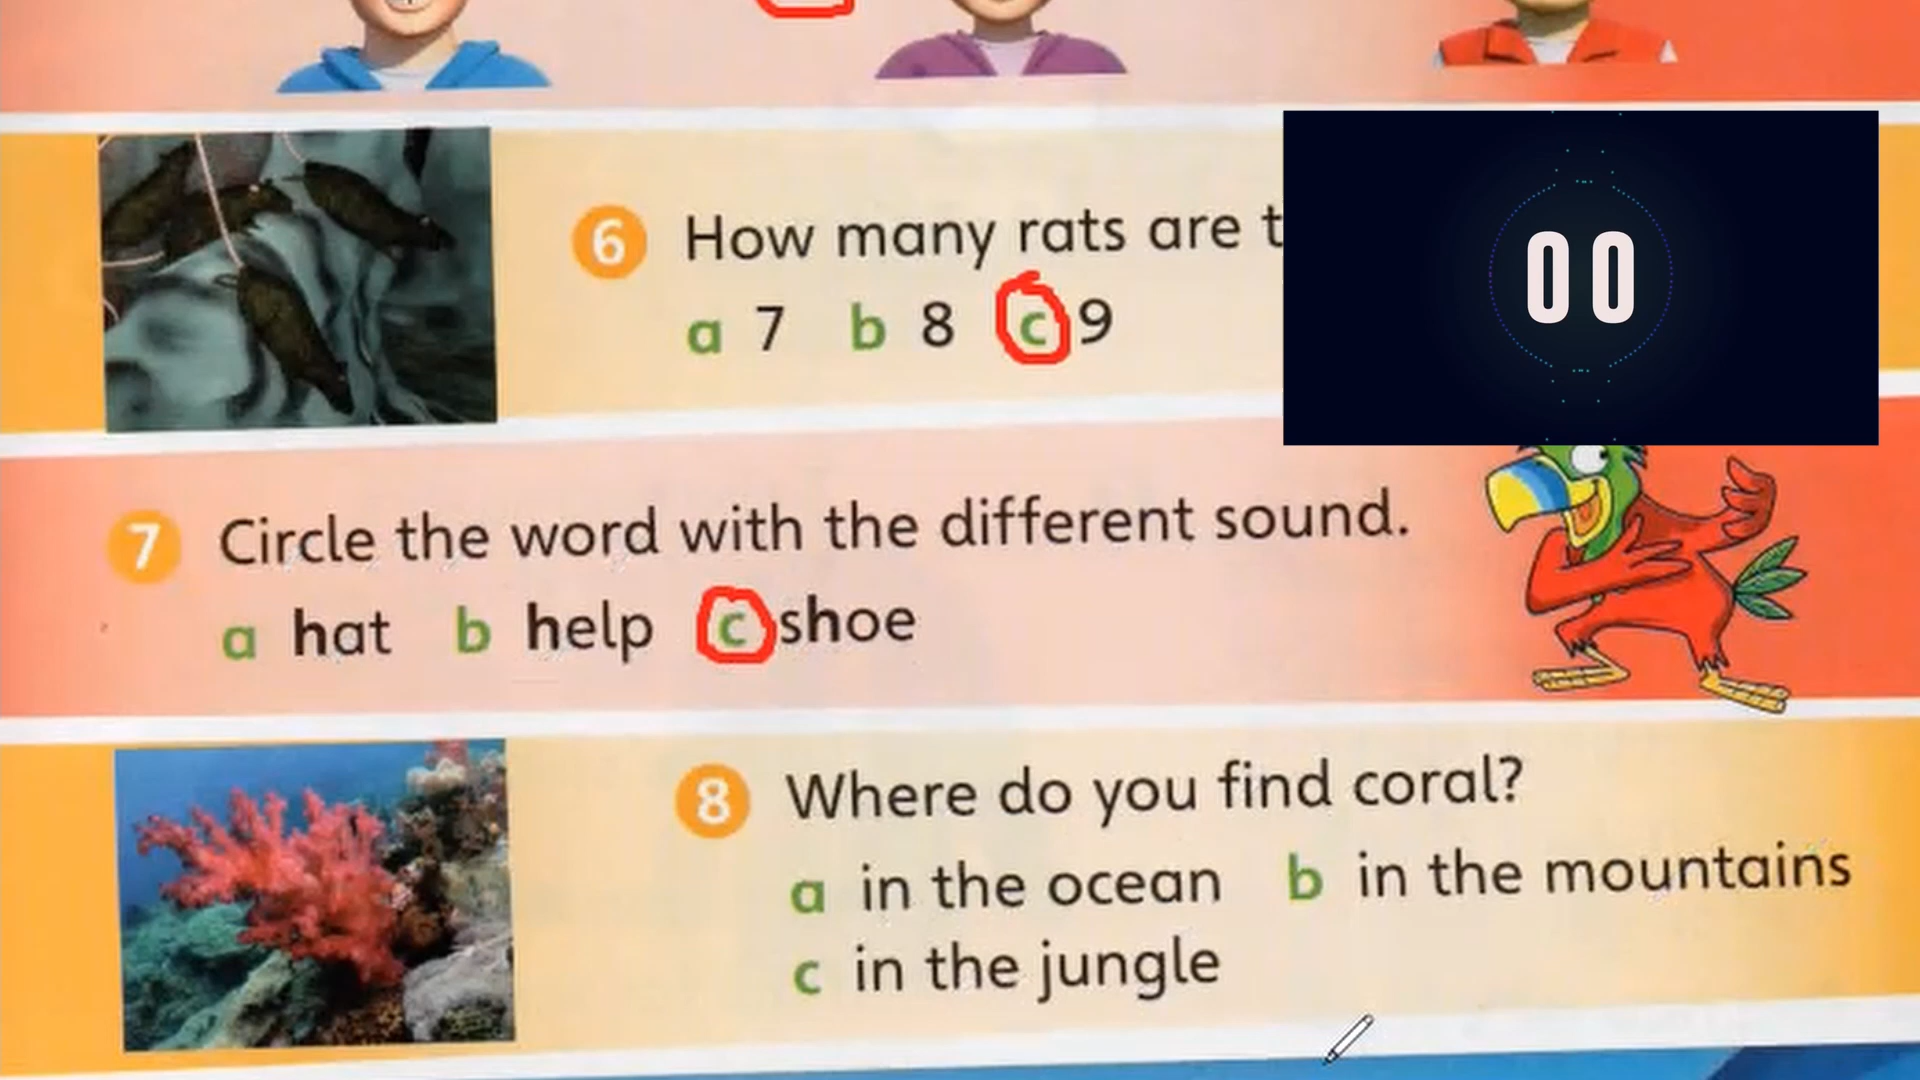 6 How many rats are t
a 7 b 8 c 9
00
7 Circle the word with the different sound.
a hat b help c shoe
8 Where do you find coral?
a in the ocean b in the mountains
c in the jungle